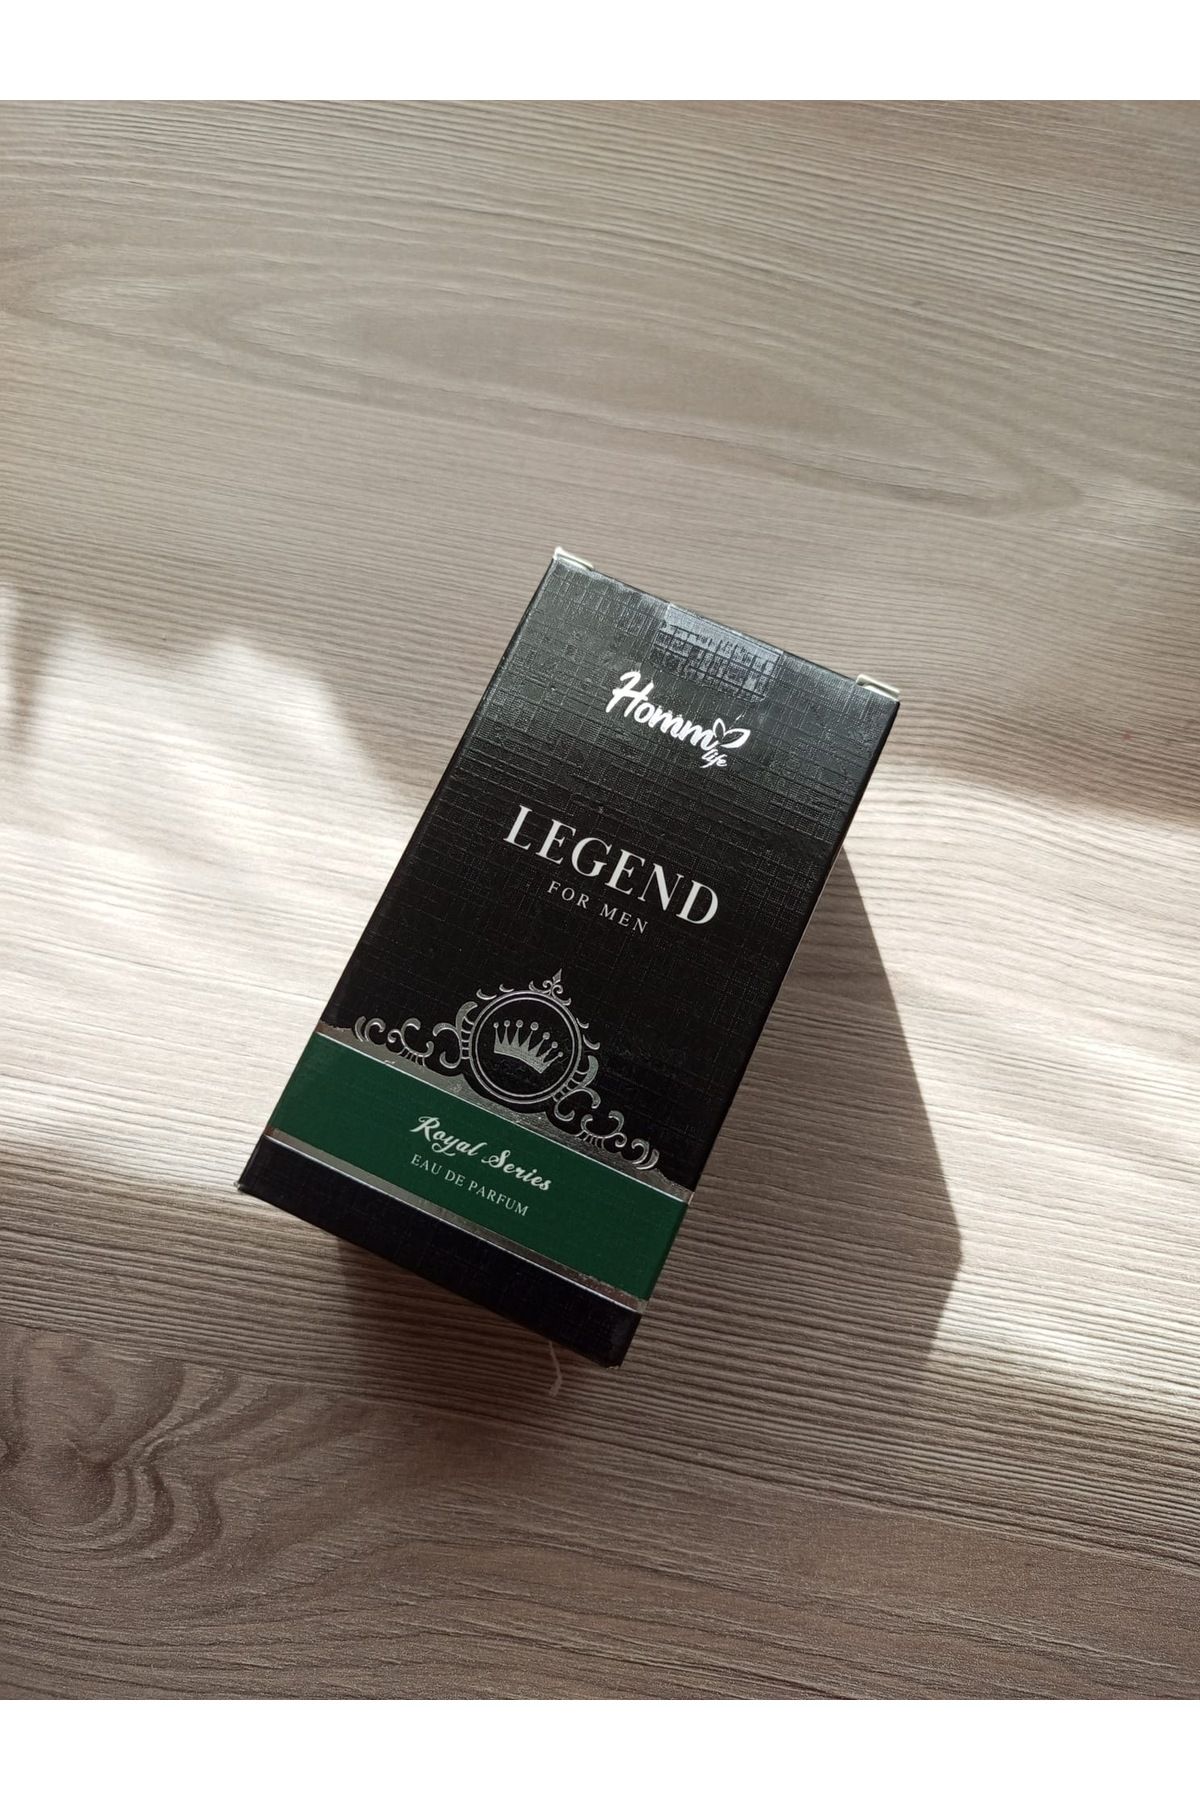 Homm
life
LEGEND
FOR MEN
Royal Series
EAU DE PARFUM